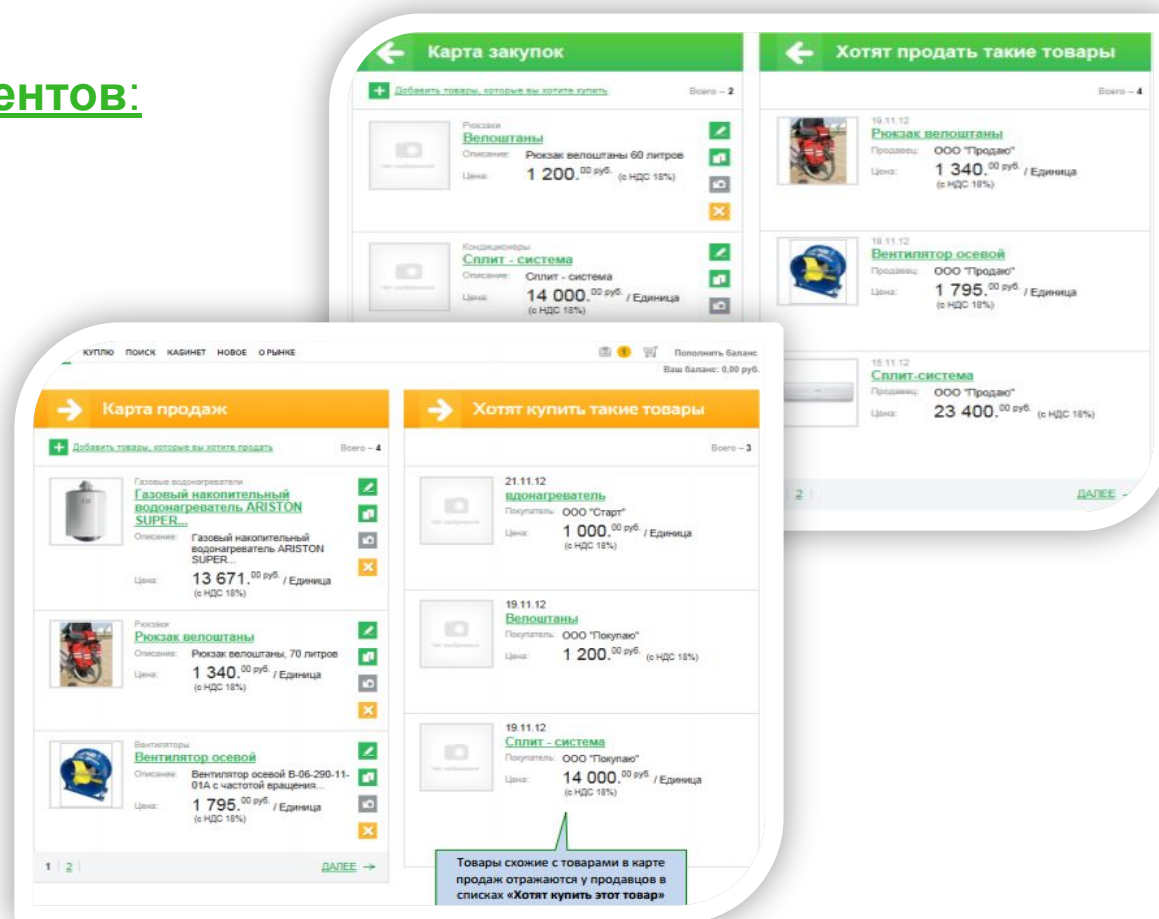 ентов:
Карта закупок
Добавить товары, которые вы хотите купить
Всего – 2
Рюкзаки
Велоштаны
Описание: Рюкзак велоштаны 60 литров
Цена: 1 200.00 руб. (с НДС 18%)
Кондиционеры
Сплит - система
Описание: Сплит - система
Цена: 14 000.00 руб. / Единица
(с НДС 18%)
Хотят продать такие товары
Всего – 4
19.11.12
Рюкзак велоштаны
Продавец: ООО "Продаю"
Цена: 1 340.00 руб. / Единица
(с НДС 18%)
19.11.12
Вентилятор осевой
Продавец: ООО "Продаю"
Цена: 1 795.00 руб. / Единица
(с НДС 18%)
15.11.12
Сплит-система
Продавец: ООО "Продаю"
Цена: 23 400.00 руб. (с НДС 18%)
2
ДАЛЕЕ
КУПЛЮ ПОИСК КАБИНЕТ НОВОЕ О РЫНКЕ
1
Пополнить баланс
Ваш баланс: 0,00 руб.
Карта продаж
Добавить товары, которые вы хотите продать
Всего – 4
Газовые водонагреватели
Газовый накопительный
водонагреватель ARISTON
SUPER...
Описание: Газовый накопительный
водонагреватель ARISTON
SUPER...
Цена: 13 671.00 руб. / Единица
(с НДС 18%)
Рюкзаки
Рюкзак велоштаны
Описание: Рюкзак велоштаны, 70 литров
Цена: 1 340.00 руб. / Единица
(с НДС 18%)
Вентиляторы
Вентилятор осевой
Описание: Вентилятор осевой В-06-290-11-
01А с частотой вращения...
Цена: 1 795.00 руб. / Единица
(с НДС 18%)
1 | 2 |
ДАЛЕЕ →
Хотят купить такие товары
Всего – 3
21.11.12
вдонагреватель
Покупатель: ООО "Старт"
Цена: 1 000.00 руб. / Единица
(с НДС 18%)
19.11.12
Велоштаны
Покупатель: ООО "Покупаю"
Цена: 1 200.00 руб. (с НДС 18%)
19.11.12
Сплит - система
Покупатель: ООО "Покупаю"
Цена: 14 000.00 руб. / Единица
(с НДС 18%)
Товары схожие с товарами в карте
продаж отражаются у продавцов в
списках «Хотят купить этот товар»